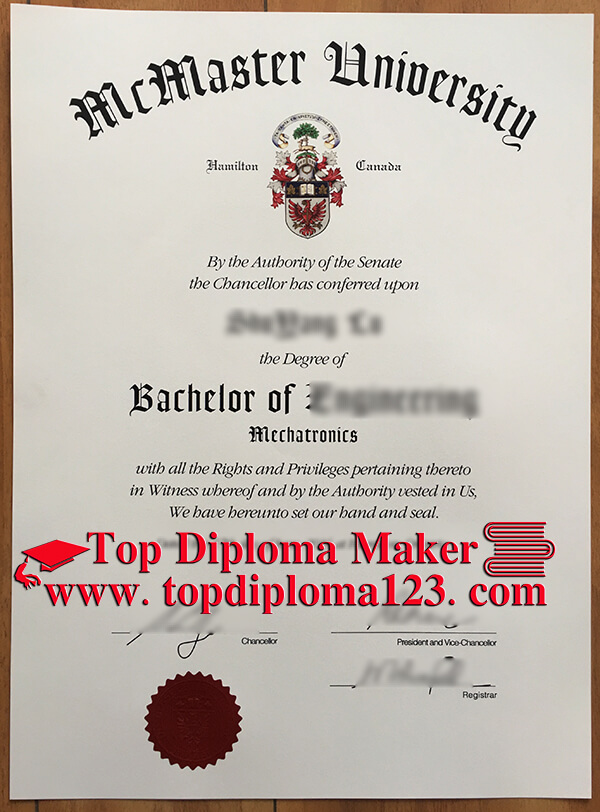 McMaster University
Hamilton Canada
By the Authority of the Senate
the Chancellor has conferred upon
the Degree of
Bachelor of
Mechatronics
with all the Rights and Privileges pertaining thereto
in Witness whereof and by the Authority vested in Us,
We have hereunto set our hand and seal.
Top Diploma Maker
www. topdiploma123. com
Chancellor
President and Vice-Chancellor
Registrar